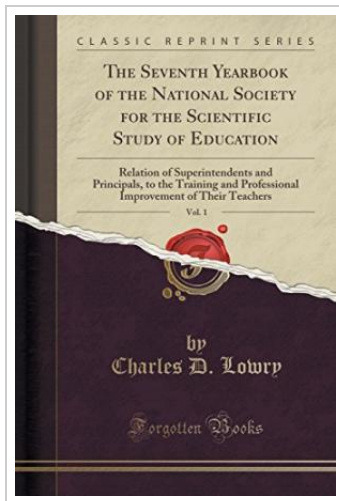 CLASSIC REPRINT SERIES
THE SEVENTH YEARBOOK
OF THE NATIONAL SOCIETY
FOR THE SCIENTIFIC
STUDY OF EDUCATION
Relation of Superintendents and
Principals, to the Training and Professional
Improvement of Their Teachers
Vol. 1
by
Charles D. Lowry
Forgotten Books